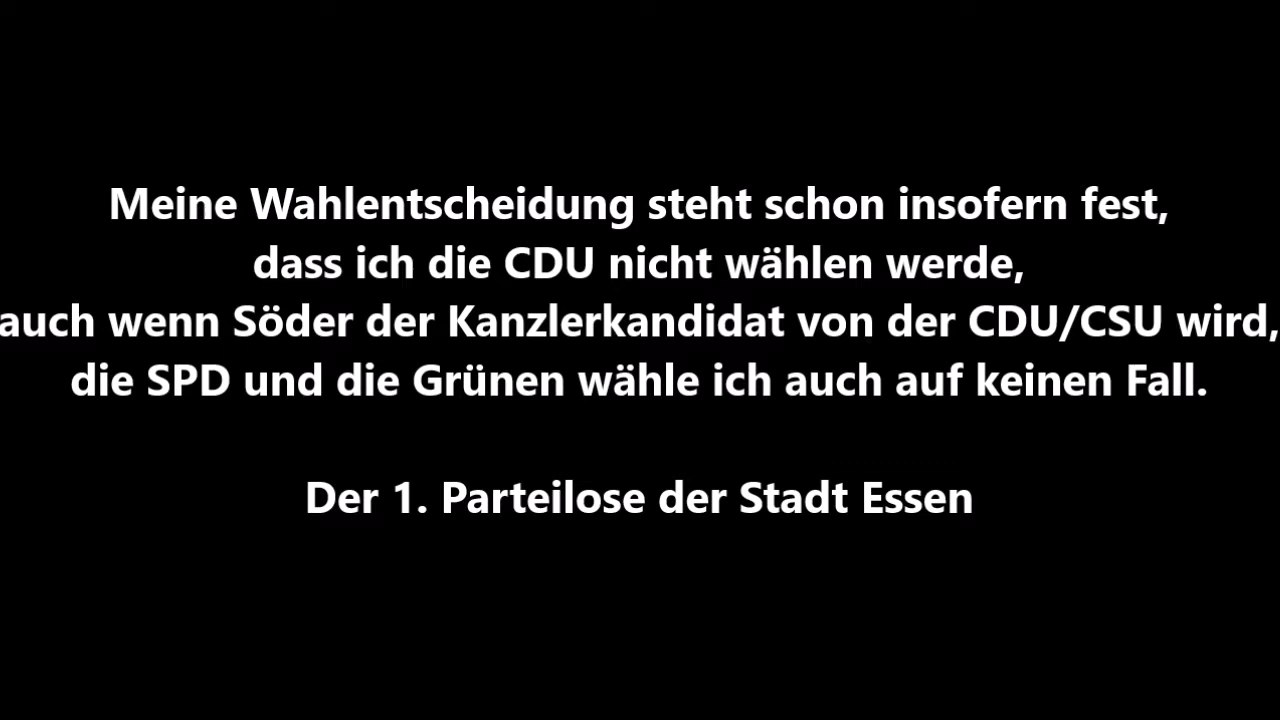 Meine Wahlentscheidung steht schon insofern fest,
dass ich die CDU nicht wählen werde,
auch wenn Söder der Kanzlerkandidat von der CDU/CSU wird,
die SPD und die Grünen wähle ich auch auf keinen Fall.
Der 1. Parteilose der Stadt Essen